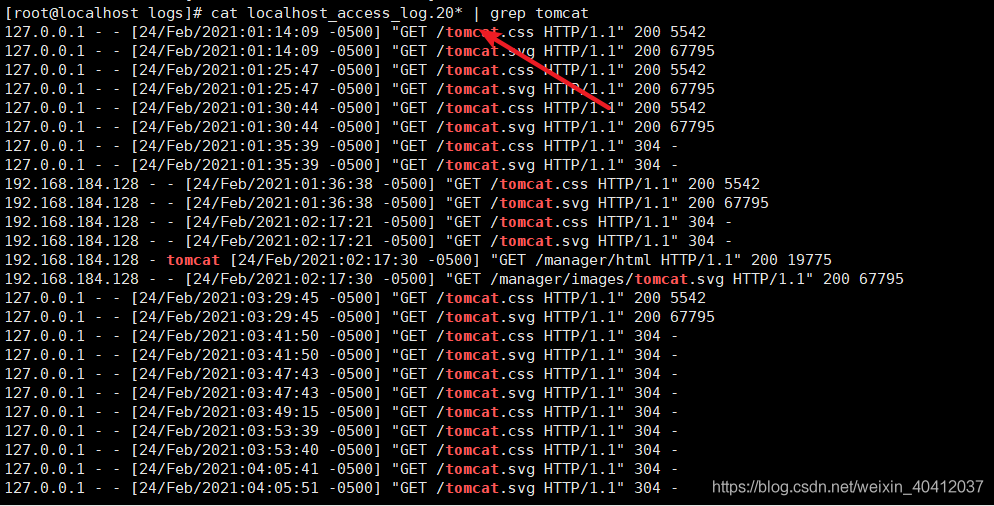 [root@localhost logs]# cat localhost_access_log.20* | grep tomcat
127.0.0.1 - - [24/Feb/2021:01:14:09 -0500] "GET /tomcat.css HTTP/1.1" 200 5542
127.0.0.1 - - [24/Feb/2021:01:14:09 -0500] "GET /tomcat.svg HTTP/1.1" 200 67795
127.0.0.1 - - [24/Feb/2021:01:25:47 -0500] "GET /tomcat.css HTTP/1.1" 200 5542
127.0.0.1 - - [24/Feb/2021:01:25:47 -0500] "GET /tomcat.svg HTTP/1.1" 200 67795
127.0.0.1 - - [24/Feb/2021:01:30:44 -0500] "GET /tomcat.css HTTP/1.1" 200 5542
127.0.0.1 - - [24/Feb/2021:01:30:44 -0500] "GET /tomcat.svg HTTP/1.1" 200 67795
127.0.0.1 - - [24/Feb/2021:01:35:39 -0500] "GET /tomcat.css HTTP/1.1" 304 -
127.0.0.1 - - [24/Feb/2021:01:35:39 -0500] "GET /tomcat.svg HTTP/1.1" 304 -
192.168.184.128 - - [24/Feb/2021:01:36:38 -0500] "GET /tomcat.css HTTP/1.1" 200 5542
192.168.184.128 - - [24/Feb/2021:01:36:38 -0500] "GET /tomcat.svg HTTP/1.1" 200 67795
192.168.184.128 - - [24/Feb/2021:02:17:21 -0500] "GET /tomcat.css HTTP/1.1" 304 -
192.168.184.128 - - [24/Feb/2021:02:17:21 -0500] "GET /tomcat.svg HTTP/1.1" 304 -
192.168.184.128 - tomcat [24/Feb/2021:02:17:30 -0500] "GET /manager/html HTTP/1.1" 200 19775
192.168.184.128 - - [24/Feb/2021:02:17:30 -0500] "GET /manager/images/tomcat.svg HTTP/1.1" 200 67795
127.0.0.1 - - [24/Feb/2021:03:29:45 -0500] "GET /tomcat.css HTTP/1.1" 200 5542
127.0.0.1 - - [24/Feb/2021:03:29:45 -0500] "GET /tomcat.svg HTTP/1.1" 200 67795
127.0.0.1 - - [24/Feb/2021:03:41:50 -0500] "GET /tomcat.css HTTP/1.1" 304 -
127.0.0.1 - - [24/Feb/2021:03:41:50 -0500] "GET /tomcat.svg HTTP/1.1" 304 -
127.0.0.1 - - [24/Feb/2021:03:47:43 -0500] "GET /tomcat.css HTTP/1.1" 304 -
127.0.0.1 - - [24/Feb/2021:03:47:43 -0500] "GET /tomcat.svg HTTP/1.1" 304 -
127.0.0.1 - - [24/Feb/2021:03:49:15 -0500] "GET /tomcat.css HTTP/1.1" 304 -
127.0.0.1 - - [24/Feb/2021:03:53:39 -0500] "GET /tomcat.css HTTP/1.1" 304 -
127.0.0.1 - - [24/Feb/2021:03:53:40 -0500] "GET /tomcat.css HTTP/1.1" 304 -
127.0.0.1 - - [24/Feb/2021:04:05:41 -0500] "GET /tomcat.svg HTTP/1.1" 304 -
127.0.0.1 - - [24/Feb/2021:04:05:51 -0500] "GET /tomcat.svg HTTP/1.1" 304 -
https://blog.csdn.net/weixin_40412037